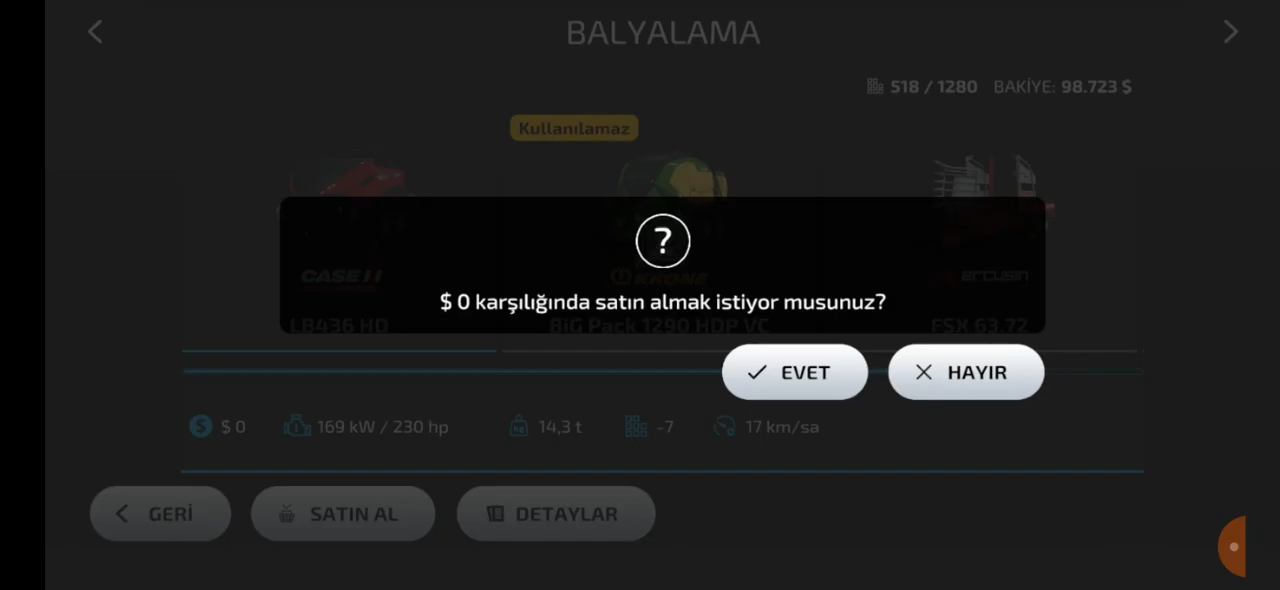 BALYALAMA
518 / 1280 BAKİYE: 98.723 $
Kullanılamaz
CASE IH
KRONE
arcusin
$ 0 karşılığında satın almak istiyor musunuz?
LB436 HD
BiG Pack 1290 HDP VC
FSX 63.72
EVET
HAYIR
$ 0
169 kW / 230 hp
14,3 t
-7
17 km/sa
GERİ
SATIN AL
DETAYLAR